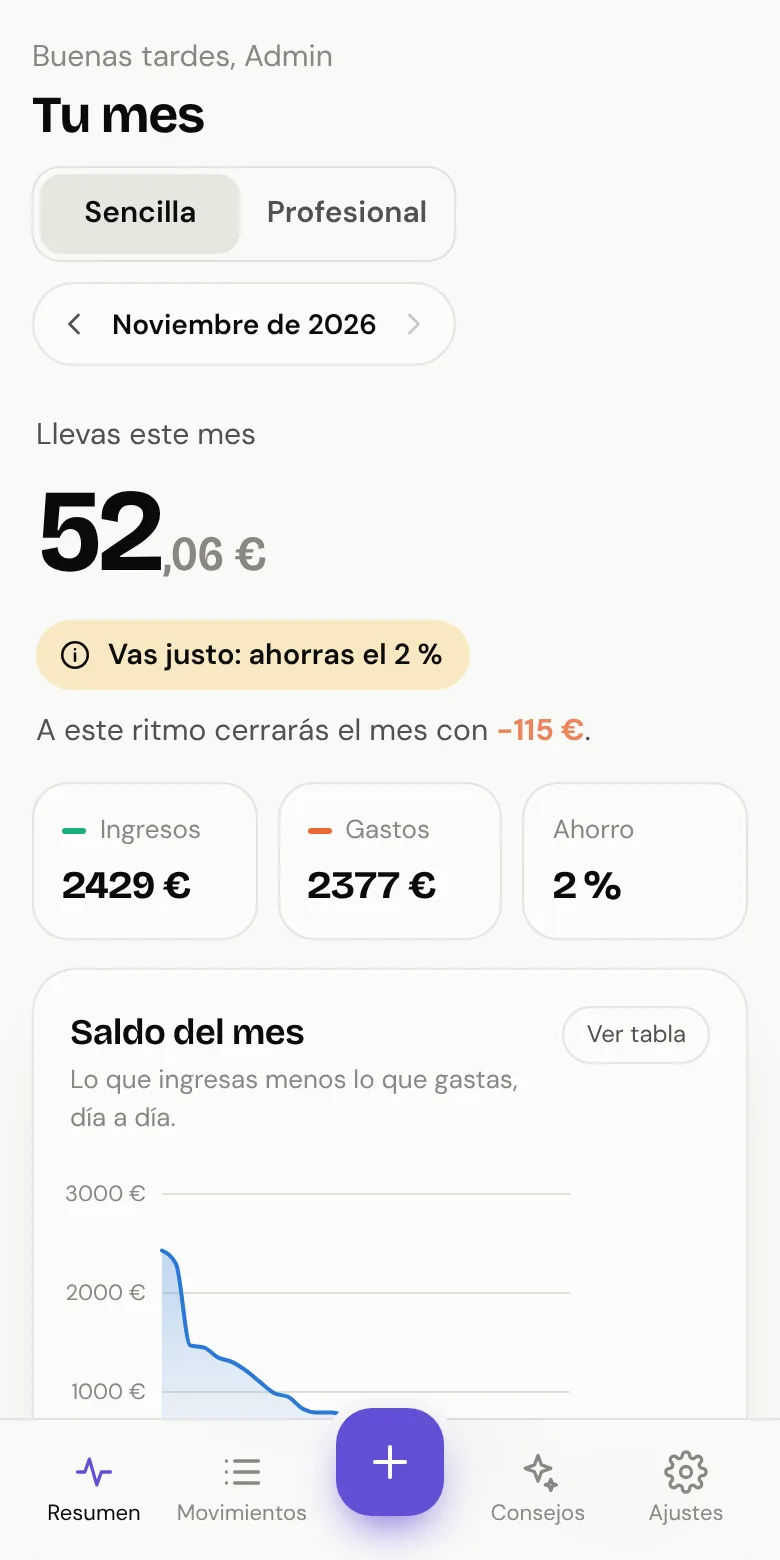 Buenas tardes, Admin
Tu mes
Sencilla Profesional
Noviembre de 2026
Llevas este mes
52,06 €
Vas justo: ahorras el 2 %
A este ritmo cerrarás el mes con −115 €.
Ingresos Gastos Ahorro
2429 € 2377 € 2 %
Saldo del mes Ver tabla
Lo que ingresas menos lo que gastas,
día a día.
3000 €
2000 €
1000 €
Resumen Movimientos Consejos Ajustes